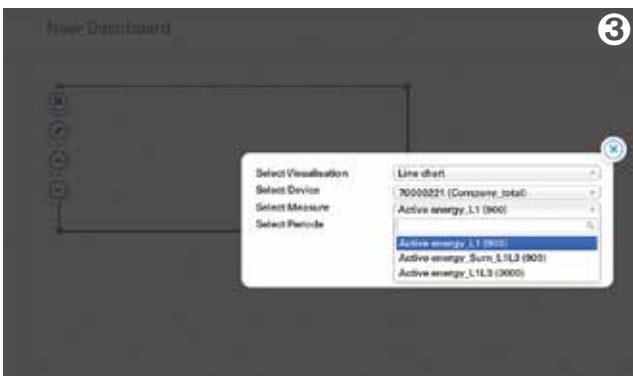 New Dashboard
3
Select Visualisation
Line chart
Select Device
70000221 (Company_total)
Select Measure
Active energy_L1 (900)
Select Periode
Active energy_L1 (900)
Active energy_Sum_L1L3 (900)
Active energy_L1L3 (3600)